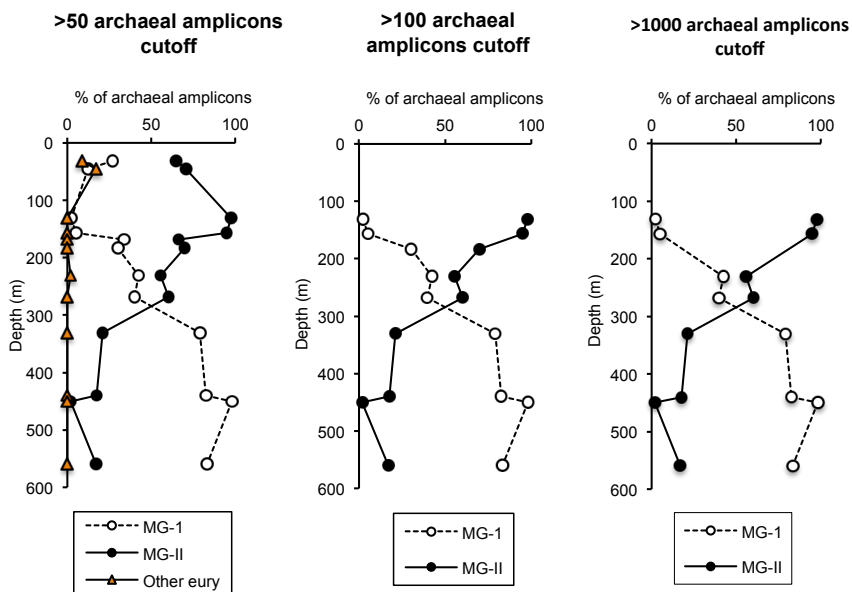 >50 archaeal amplicons
cutoff
% of archaeal amplicons
0 50 100
0
100
200
300
400
500
600
Depth (m)
MG-1
MG-II
Other eury
>100 archaeal
amplicons cutoff
% of archaeal amplicons
0 50 100
0
100
200
300
400
500
600
Depth (m)
MG-1
MG-II
>1000 archaeal amplicons
cutoff
% of archaeal amplicons
0 50 100
0
100
200
300
400
500
600
Depth (m)
MG-1
MG-II